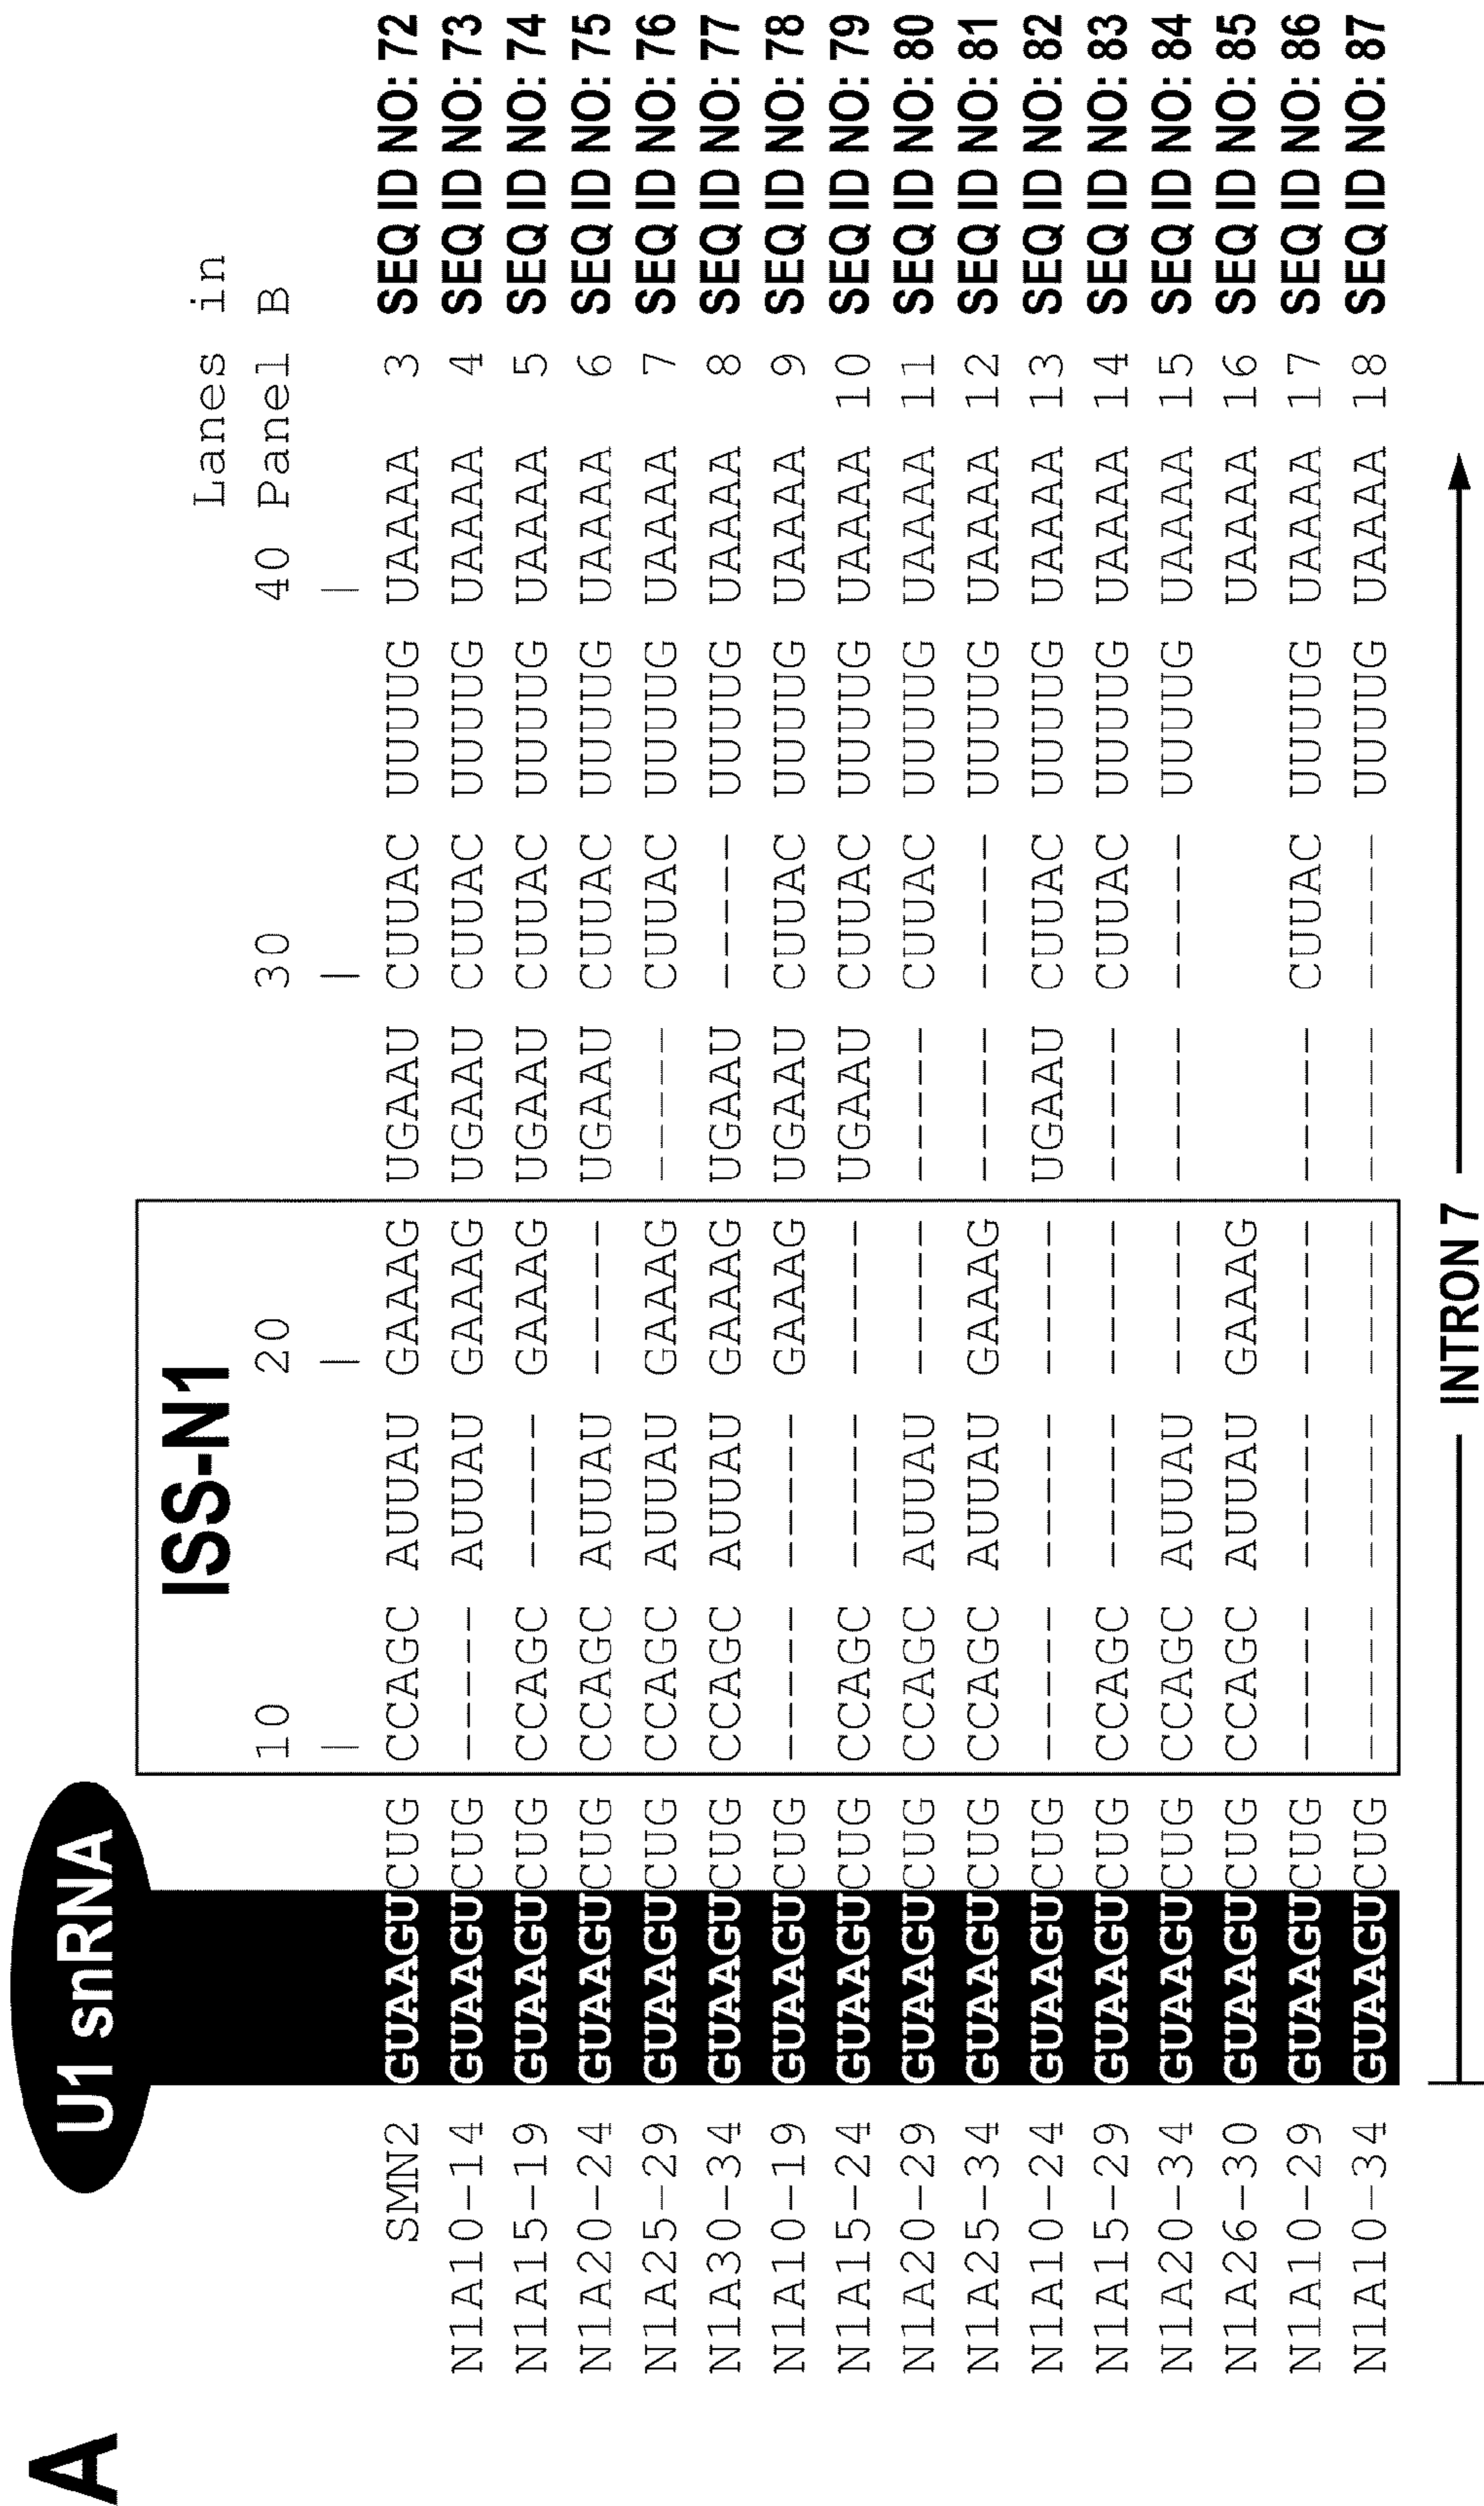 A
U1 snRNA
ISS-N1
Lanes in
10 20 30 40 Panel B
SMN2 GUAAGUCUG CCAGC AUUAU GAAAG UGAAU CUUAC UUUUG UAAAA 3 SEQ ID NO: 72
N1A10-14 GUAAGUCUG ----- AUUAU GAAAG UGAAU CUUAC UUUUG UAAAA 4 SEQ ID NO: 73
N1A15-19 GUAAGUCUG CCAGC ----- GAAAG UGAAU CUUAC UUUUG UAAAA 5 SEQ ID NO: 74
N1A20-24 GUAAGUCUG CCAGC AUUAU ----- UGAAU CUUAC UUUUG UAAAA 6 SEQ ID NO: 75
N1A25-29 GUAAGUCUG CCAGC AUUAU GAAAG ----- CUUAC UUUUG UAAAA 7 SEQ ID NO: 76
N1A30-34 GUAAGUCUG CCAGC AUUAU GAAAG UGAAU ----- UUUUG UAAAA 8 SEQ ID NO: 77
N1A10-19 GUAAGUCUG ----- ----- GAAAG UGAAU CUUAC UUUUG UAAAA 9 SEQ ID NO: 78
N1A15-24 GUAAGUCUG CCAGC ----- ----- UGAAU CUUAC UUUUG UAAAA 10 SEQ ID NO: 79
N1A20-29 GUAAGUCUG CCAGC AUUAU ----- ----- CUUAC UUUUG UAAAA 11 SEQ ID NO: 80
N1A25-34 GUAAGUCUG CCAGC AUUAU GAAAG ----- ----- UUUUG UAAAA 12 SEQ ID NO: 81
N1A10-24 GUAAGUCUG ----- ----- ----- UGAAU CUUAC UUUUG UAAAA 13 SEQ ID NO: 82
N1A15-29 GUAAGUCUG CCAGC ----- ----- ----- CUUAC UUUUG UAAAA 14 SEQ ID NO: 83
N1A20-34 GUAAGUCUG CCAGC AUUAU ----- ----- ----- UUUUG UAAAA 15 SEQ ID NO: 84
N1A26-30 GUAAGUCUG CCAGC AUUAU GAAAG UAAAA 16 SEQ ID NO: 85
N1A10-29 GUAAGUCUG ----- ----- ----- ----- CUUAC UUUUG UAAAA 17 SEQ ID NO: 86
N1A10-34 GUAAGUCUG ----- ----- ----- ----- ----- UUUUG UAAAA 18 SEQ ID NO: 87
INTRON 7